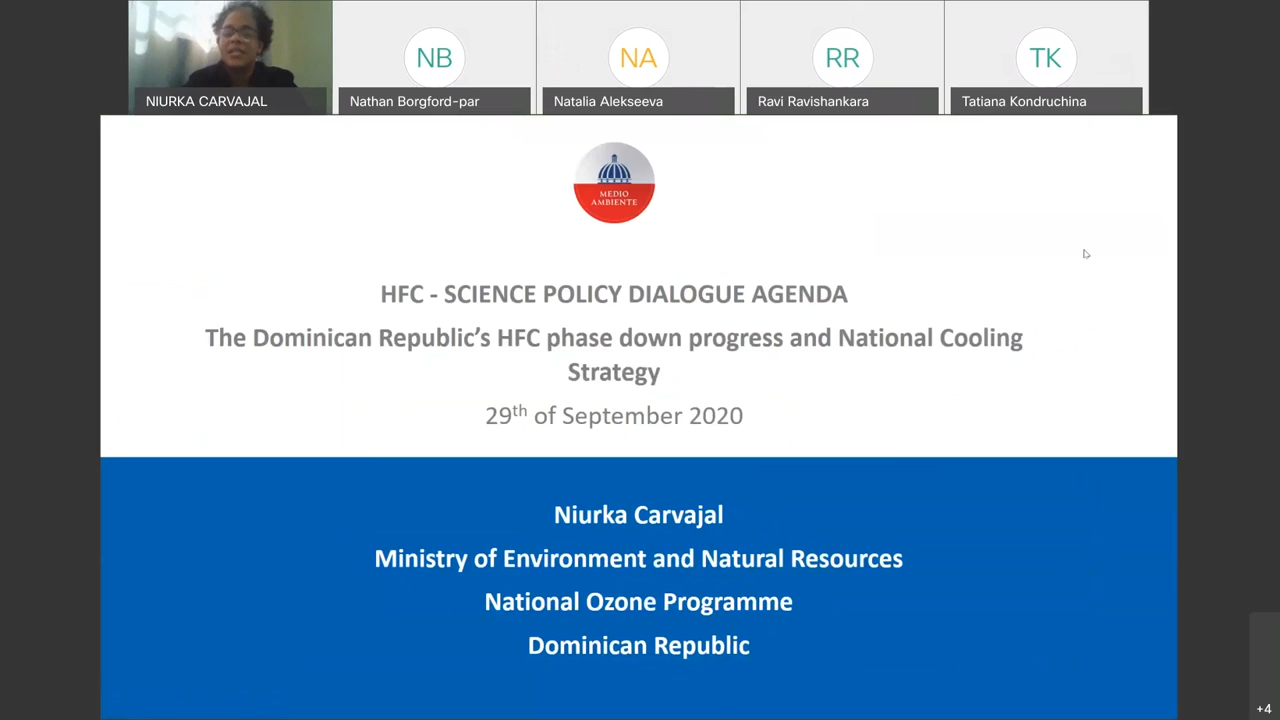 NB
NA
RR
TK
NIURKA CARVAJAL
Nathan Borgford-par
Natalia Alekseeva
Ravi Ravishankara
Tatiana Kondruchina
MEDIO
AMBIENTE
HFC - SCIENCE POLICY DIALOGUE AGENDA
The Dominican Republic's HFC phase down progress and National Cooling
Strategy
29th of September 2020
Niurka Carvajal
Ministry of Environment and Natural Resources
National Ozone Programme
Dominican Republic
+4